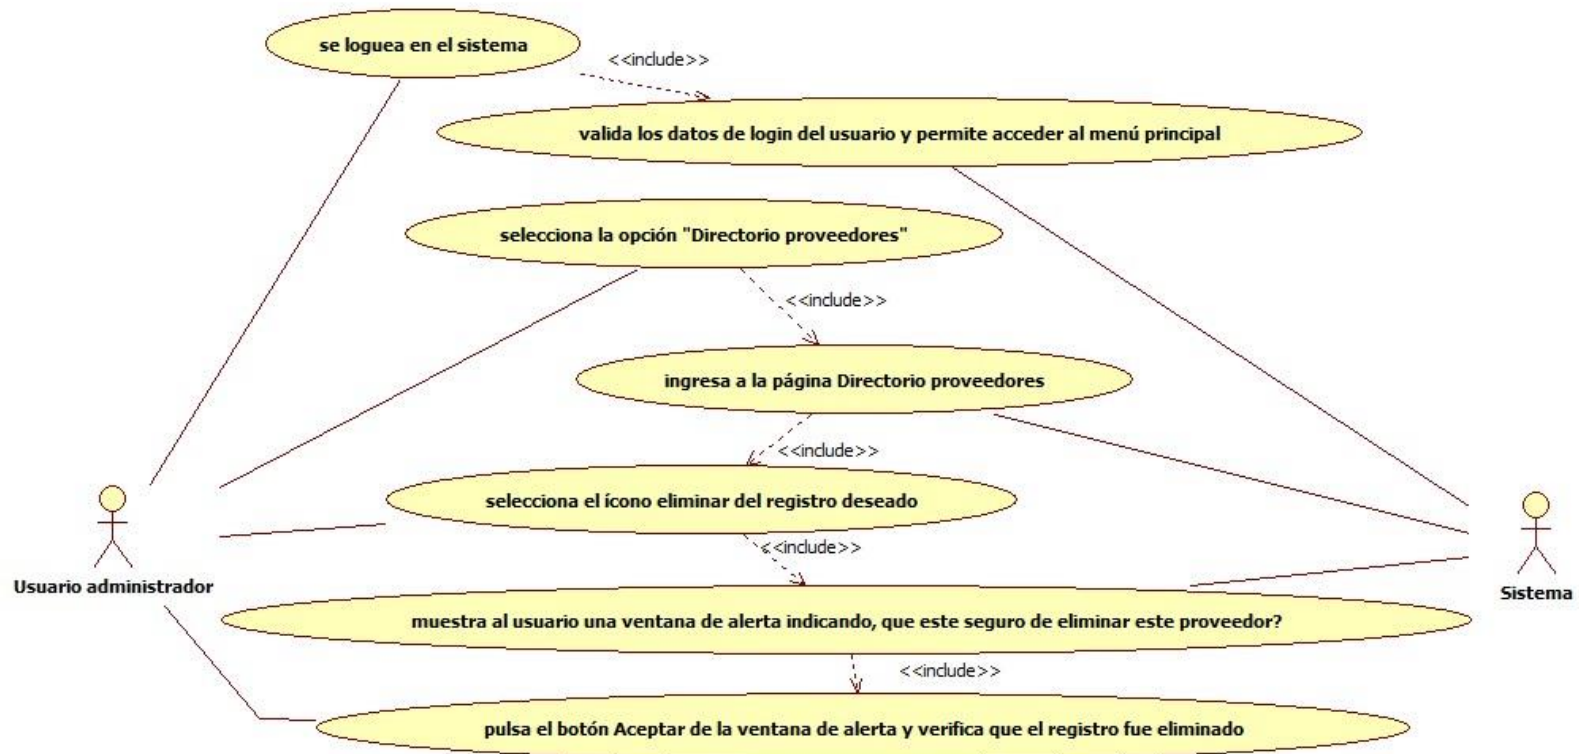 se loguea en el sistema
<<include>>
valida los datos de login del usuario y permite acceder al menú principal
selecciona la opción "Directorio proveedores"
<<include>>
ingresa a la página Directorio proveedores
<<include>>
selecciona el ícono eliminar del registro deseado
<<include>>
Usuario administrador
Sistema
muestra al usuario una ventana de alerta indicando, que este seguro de eliminar este proveedor?
<<include>>
pulsa el botón Aceptar de la ventana de alerta y verifica que el registro fue eliminado